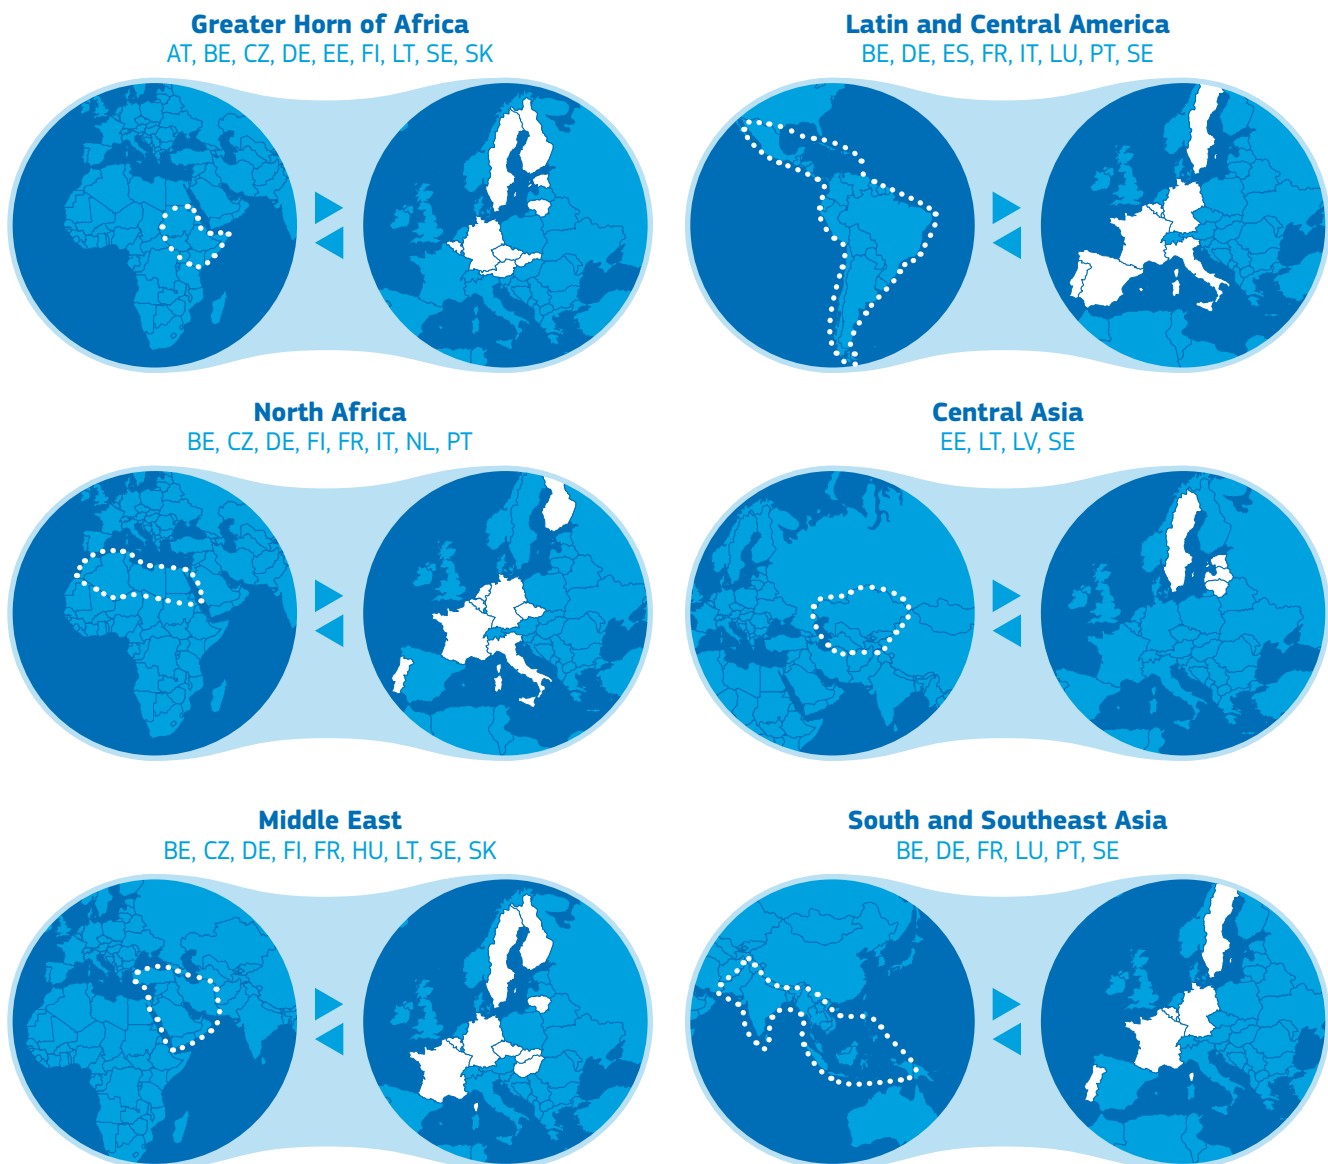 Greater Horn of Africa
AT, BE, CZ, DE, EE, FI, LT, SE, SK
Latin and Central America
BE, DE, ES, FR, IT, LU, PT, SE
North Africa
BE, CZ, DE, FI, FR, IT, NL, PT
Central Asia
EE, LT, LV, SE
Middle East
BE, CZ, DE, FI, FR, HU, LT, SE, SK
South and Southeast Asia
BE, DE, FR, LU, PT, SE